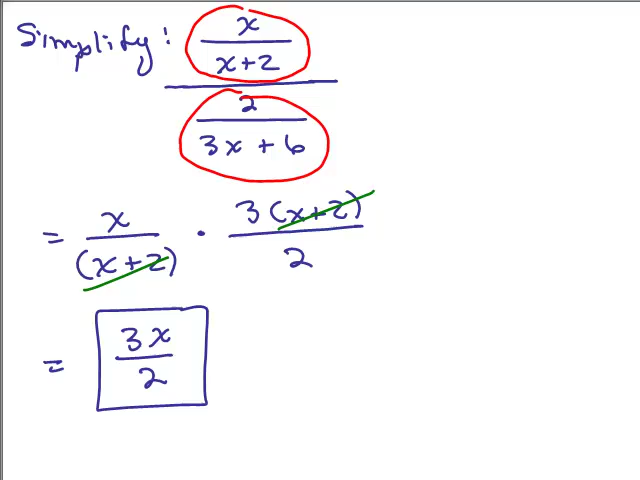 Simplify:
x
x+2
2
3x+6
= x/(x+2) · 3(x+2)/2
= 3x/2